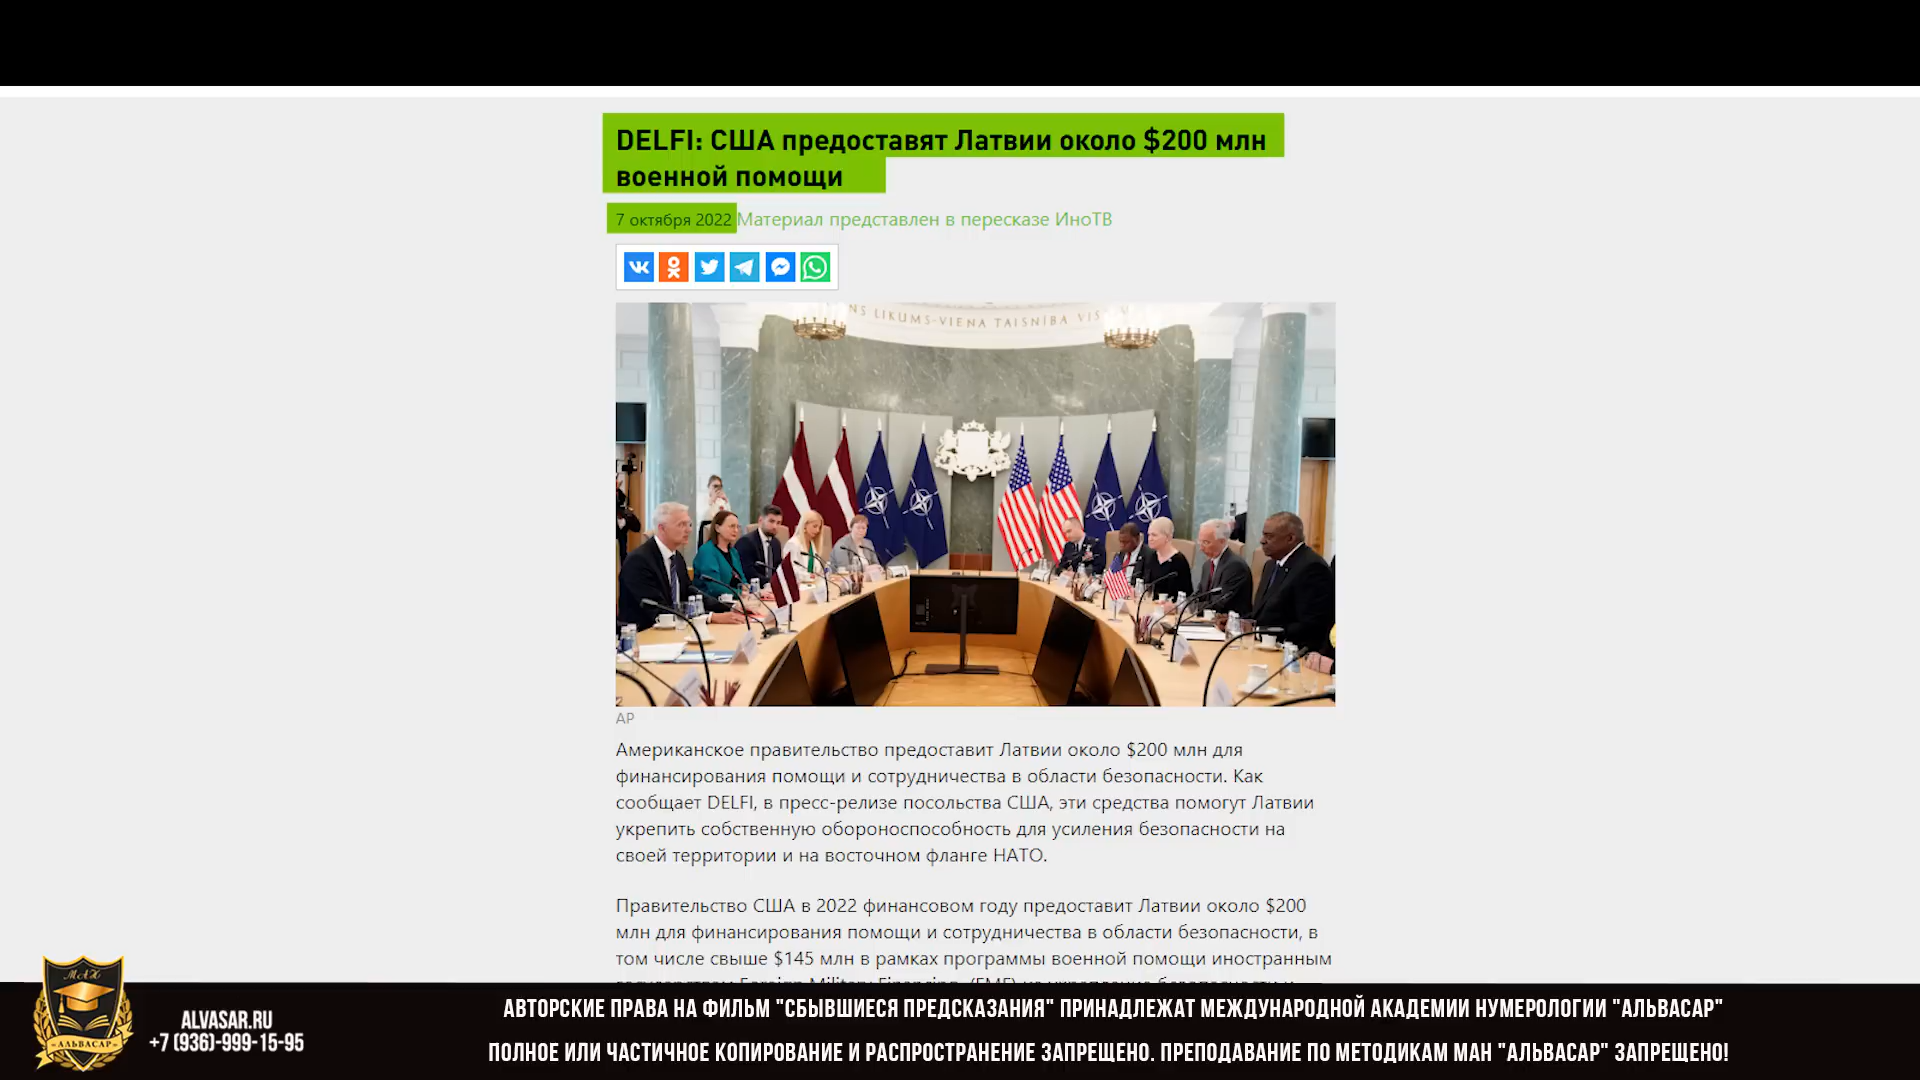 DELFI: США предоставят Латвии около $200 млн
военной помощи
7 октября 2022 Материал представлен в пересказе ИноТВ
NS LIKUMS-VIENA TAISNĪBA VIS
AP
Американское правительство предоставит Латвии около $200 млн для
финансирования помощи и сотрудничества в области безопасности. Как
сообщает DELFI, в пресс-релизе посольства США, эти средства помогут Латвии
укрепить собственную обороноспособность для усиления безопасности на
своей территории и на восточном фланге НАТО.
Правительство США в 2022 финансовом году предоставит Латвии около $200
млн для финансирования помощи и сотрудничества в области безопасности, в
том числе свыше $145 млн в рамках программы военной помощи иностранным
МАН
АЛЬВАСАР
ALVASAR.RU
+7 (936)-999-15-95
АВТОРСКИЕ ПРАВА НА ФИЛЬМ "СБЫВШИЕСЯ ПРЕДСКАЗАНИЯ" ПРИНАДЛЕЖАТ МЕЖДУНАРОДНОЙ АКАДЕМИИ НУМЕРОЛОГИИ "АЛЬВАСАР"
ПОЛНОЕ ИЛИ ЧАСТИЧНОЕ КОПИРОВАНИЕ И РАСПРОСТРАНЕНИЕ ЗАПРЕЩЕНО. ПРЕПОДАВАНИЕ ПО МЕТОДИКАМ МАН "АЛЬВАСАР" ЗАПРЕЩЕНО!